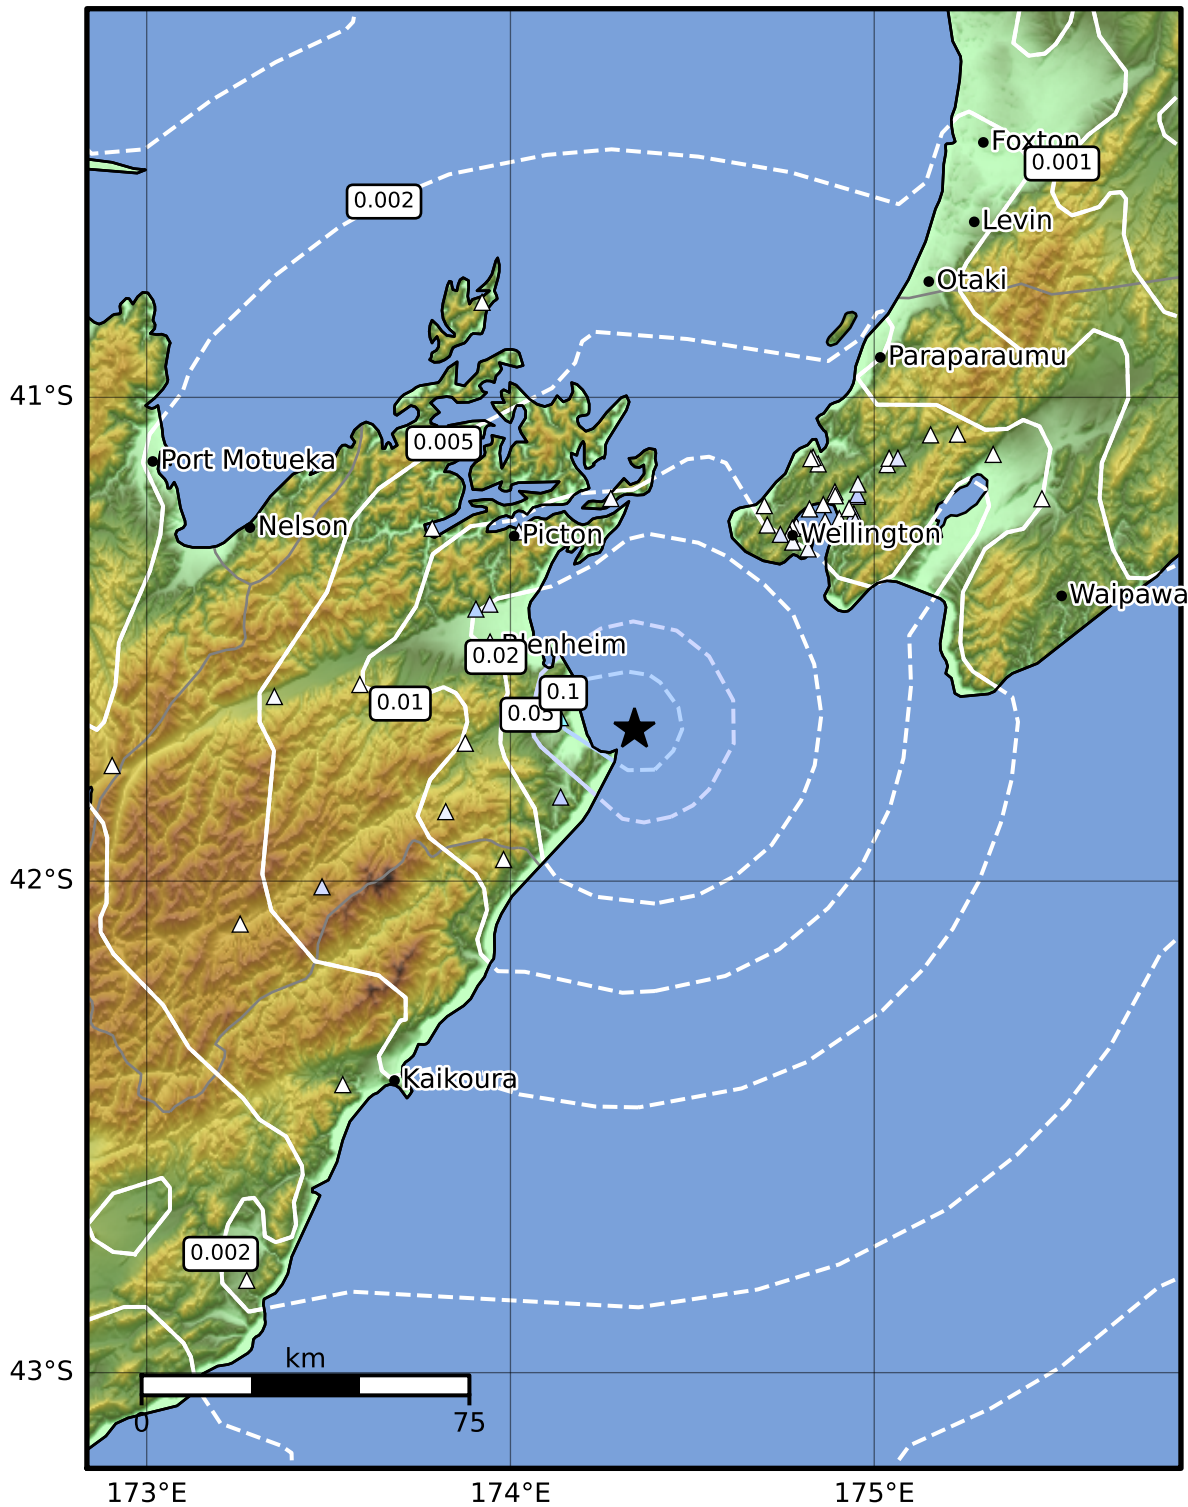 Foxton
0.001
0.002
Levin
Otaki
Paraparaumu
41°S
0.005
Port Motueka
Nelson
Picton
Wellington
Waipawa
Blenheim
0.02
0.1
0.01
0.05
42°S
Kaikoura
0.002
43°S
km
0
75
173°E
174°E
175°E